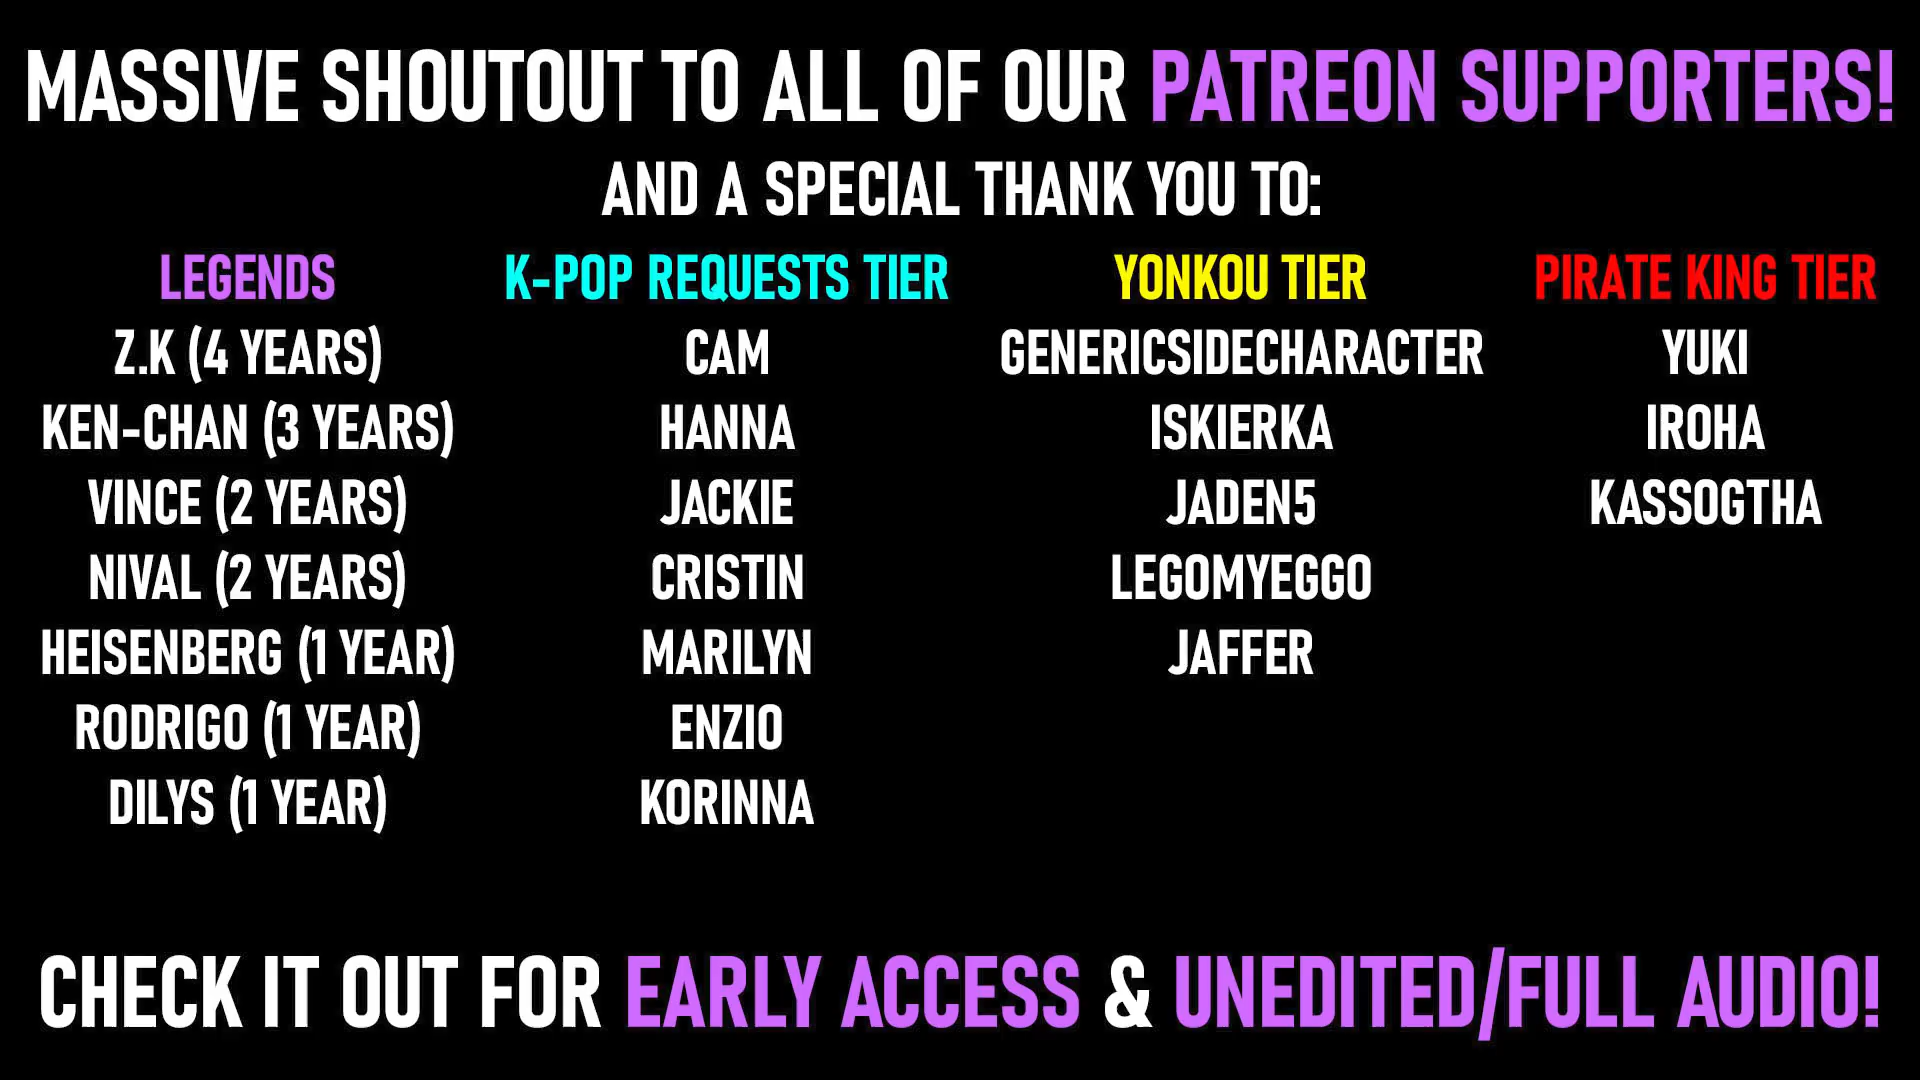 MASSIVE SHOUTOUT TO ALL OF OUR PATREON SUPPORTERS!
AND A SPECIAL THANK YOU TO:
LEGENDS
Z.K (4 YEARS)
KEN-CHAN (3 YEARS)
VINCE (2 YEARS)
NIVAL (2 YEARS)
HEISENBERG (1 YEAR)
RODRIGO (1 YEAR)
DILYS (1 YEAR)
K-POP REQUESTS TIER
CAM
HANNA
JACKIE
CRISTIN
MARILYN
ENZIO
KORINNA
YONKOU TIER
GENERICSIDECHARACTER
ISKIERKA
JADEN5
LEGOMYEGGO
JAFFER
PIRATE KING TIER
YUKI
IROHA
KASSOGTHA
CHECK IT OUT FOR EARLY ACCESS & UNEDITED/FULL AUDIO!